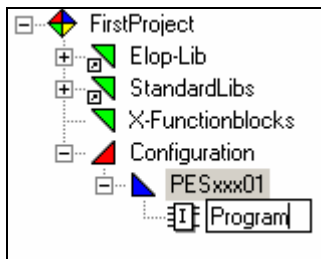 FirstProject
Elop-Lib
StandardLibs
X-Functionblocks
Configuration
PESxxx01
Program